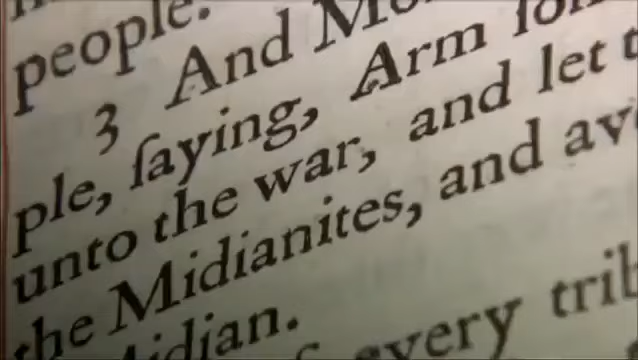 people.
3 And Mo
ple, ſaying, Arm ſom
unto the war, and let t
the Midianites, and av
idian.
every trib